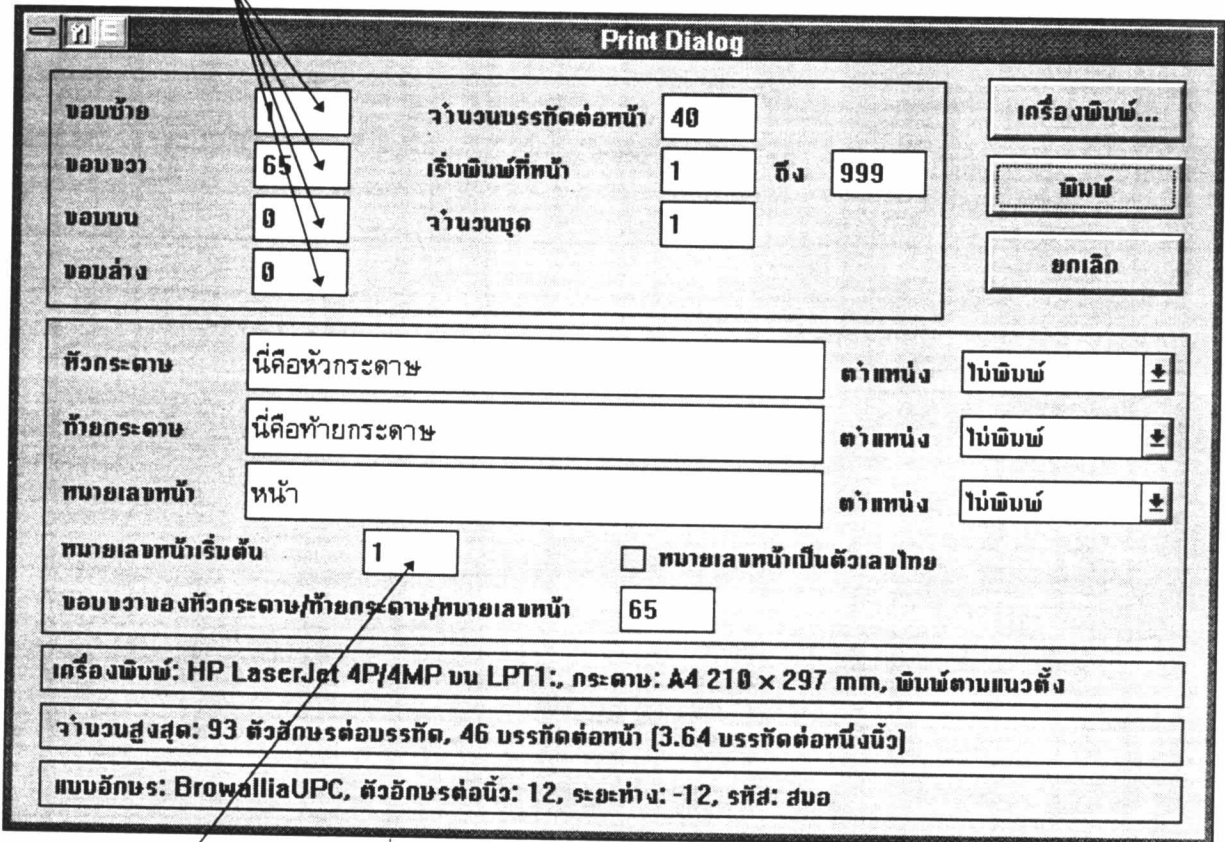 ท Print Dialog
ขอบซ้าย 1 จำนวนบรรทัดต่อหน้า 40 เครื่องพิมพ์...
ขอบขวา 65 เริ่มพิมพ์ที่หน้า 1 ถึง 999 พิมพ์
ขอบบน 0 จำนวนชุด 1
ขอบล่าง 0 ยกเลิก
หัวกระดาษ นี่คือหัวกระดาษ ตำแหน่ง ไม่พิมพ์
ท้ายกระดาษ นี่คือท้ายกระดาษ ตำแหน่ง ไม่พิมพ์
หมายเลขหน้า หน้า ตำแหน่ง ไม่พิมพ์
หมายเลขหน้าเริ่มต้น 1 หมายเลขหน้าเป็นตัวเลขไทย
ขอบขวาของหัวกระดาษ/ท้ายกระดาษ/หมายเลขหน้า 65
เครื่องพิมพ์: HP LaserJet 4P/4MP บน LPT1:, กระดาษ: A4 210 x 297 mm, พิมพ์ตามแนวตั้ง
จำนวนสูงสุด: 93 ตัวอักษรต่อบรรทัด, 46 บรรทัดต่อหน้า (3.64 บรรทัดต่อหนึ่งนิ้ว)
แบบอักษร: BrowalliaUPC, ตัวอักษรต่อนิ้ว: 12, ระยะห่าง: -12, รหัส: สมอ